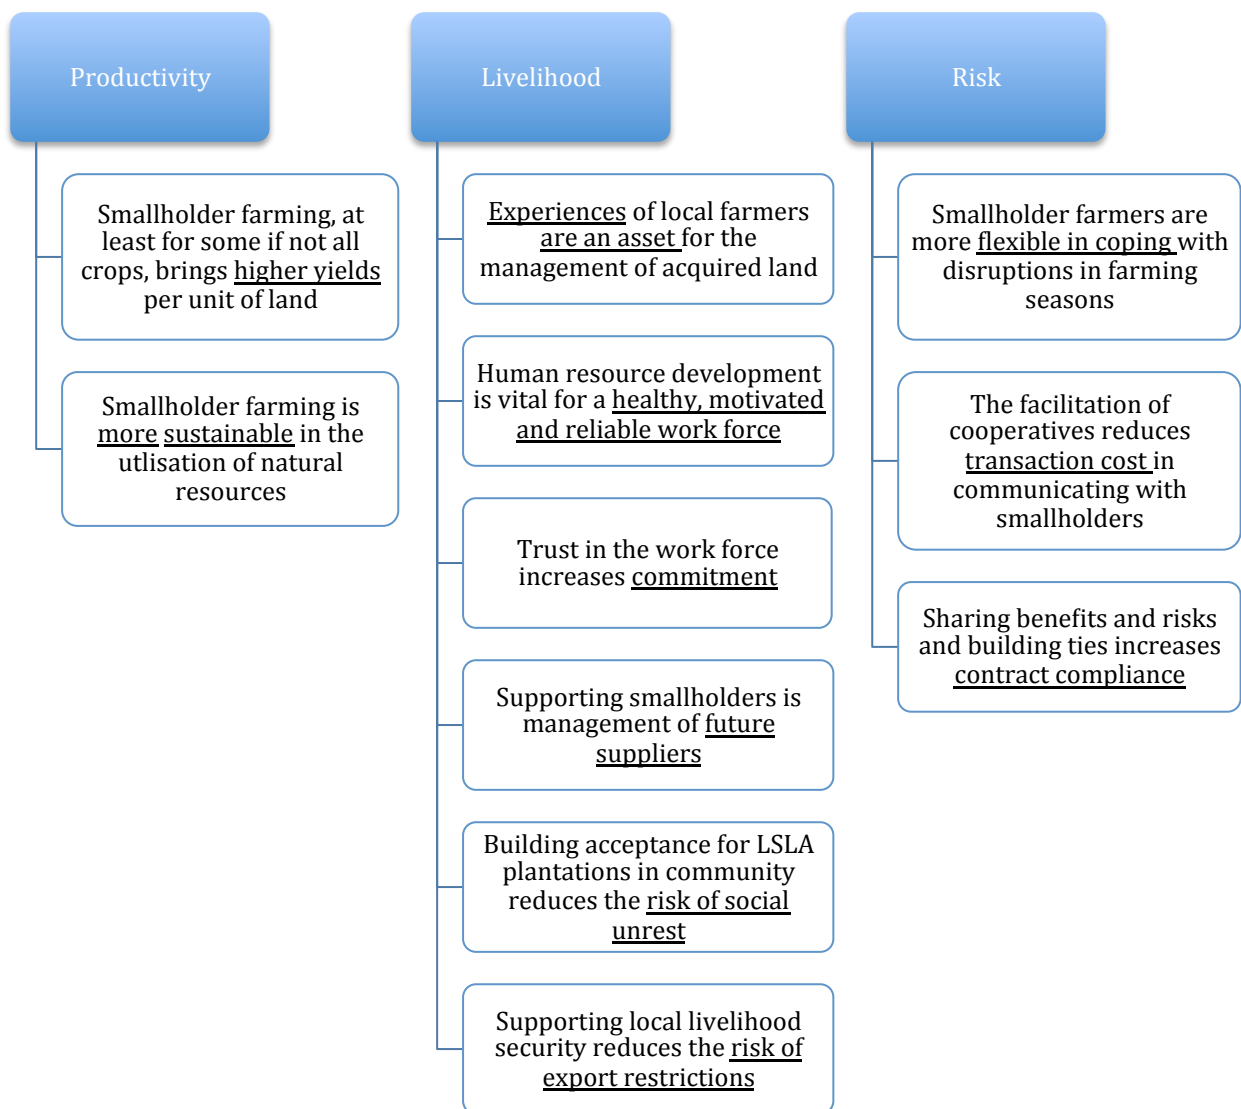 Productivity
Smallholder farming, at
least for some if not all
crops, brings higher yields
per unit of land
Smallholder farming is
more sustainable in the
utlisation of natural
resources
Livelihood
Experiences of local farmers
are an asset for the
management of acquired land
Human resource development
is vital for a healthy, motivated
and reliable work force
Trust in the work force
increases commitment
Supporting smallholders is
management of future
suppliers
Building acceptance for LSLA
plantations in community
reduces the risk of social
unrest
Supporting local livelihood
security reduces the risk of
export restrictions
Risk
Smallholder farmers are
more flexible in coping with
disruptions in farming
seasons
The facilitation of
cooperatives reduces
transaction cost in
communicating with
smallholders
Sharing benefits and risks
and building ties increases
contract compliance